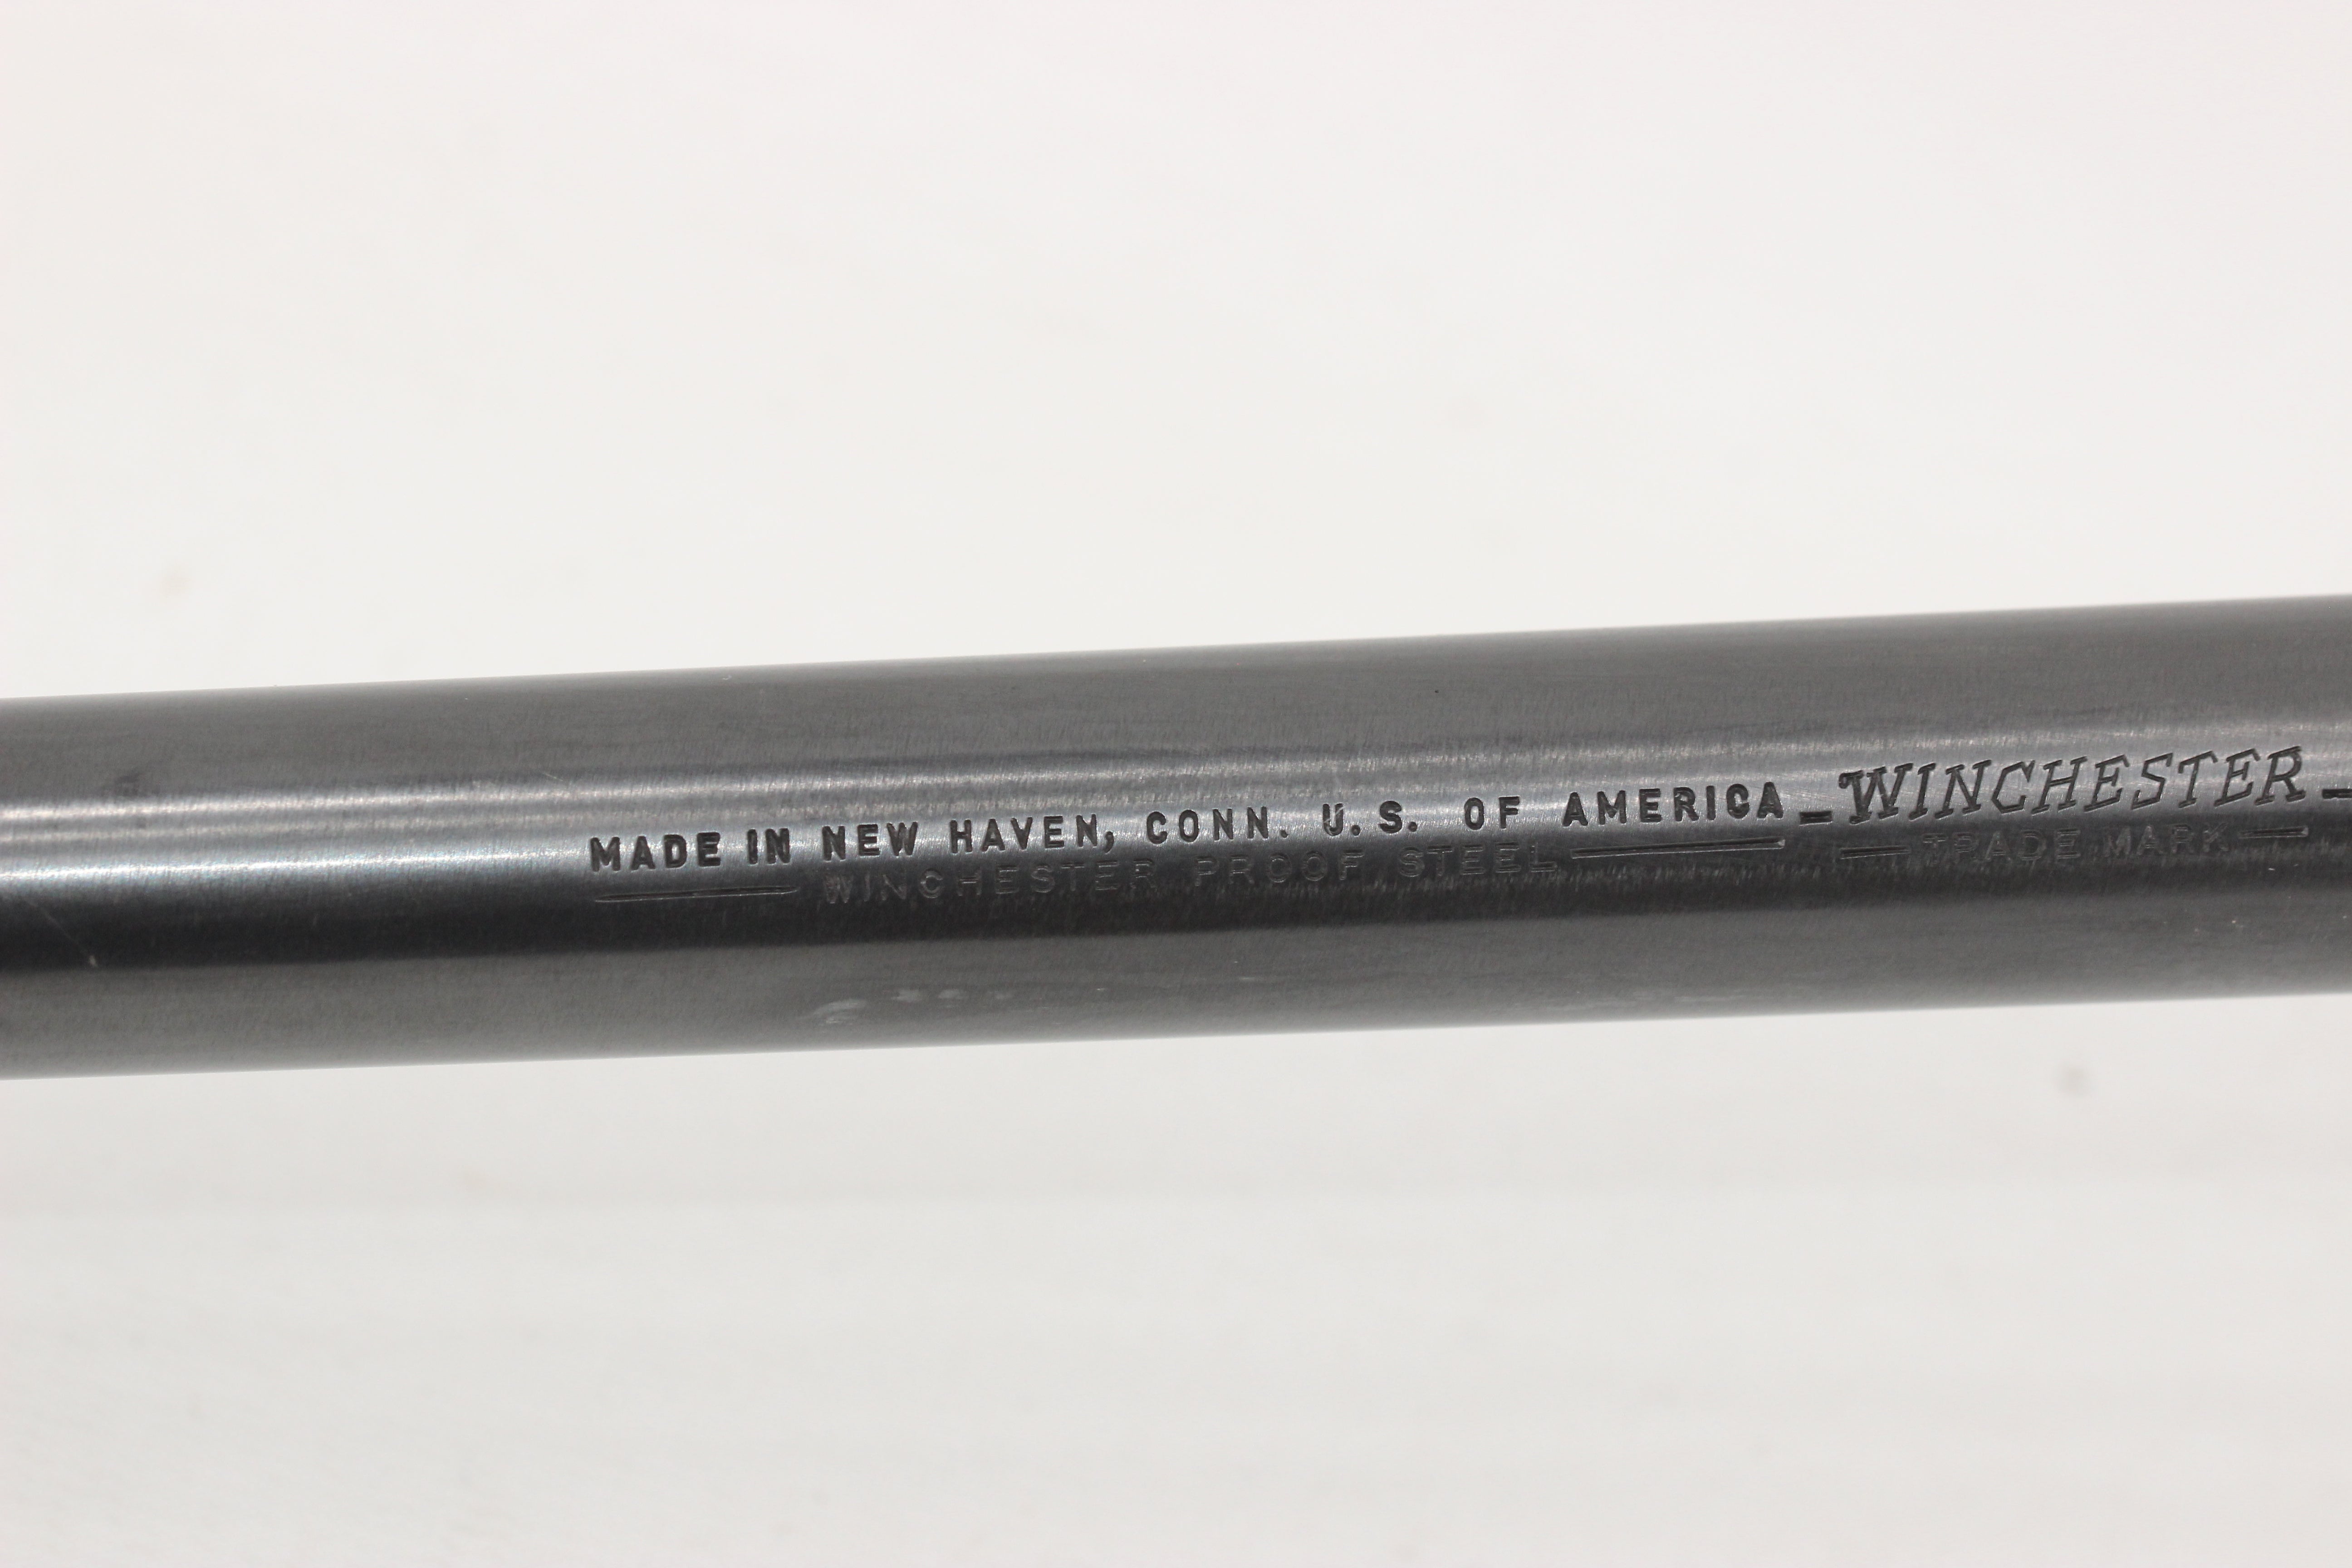 MADE IN NEW HAVEN, CONN. U.S. OF AMERICA – WINCHESTER –
—— WINCHESTER PROOF STEEL —— — TRADE MARK —